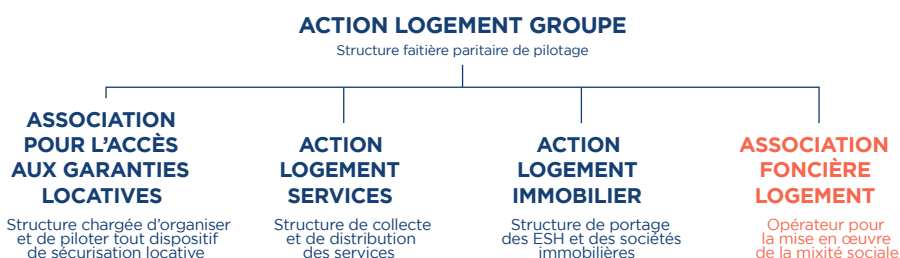 ACTION LOGEMENT GROUPE
Structure faitière paritaire de pilotage
ASSOCIATION
POUR L'ACCÈS
AUX GARANTIES
LOCATIVES
Structure chargée d'organiser
et de piloter tout dispositif
de sécurisation locative
ACTION
LOGEMENT
SERVICES
Structure de collecte
et de distribution
des services
ACTION
LOGEMENT
IMMOBILIER
Structure de portage
des ESH et des sociétés
immobilières
ASSOCIATION
FONCIÈRE
LOGEMENT
Opérateur pour
la mise en œuvre
de la mixité sociale